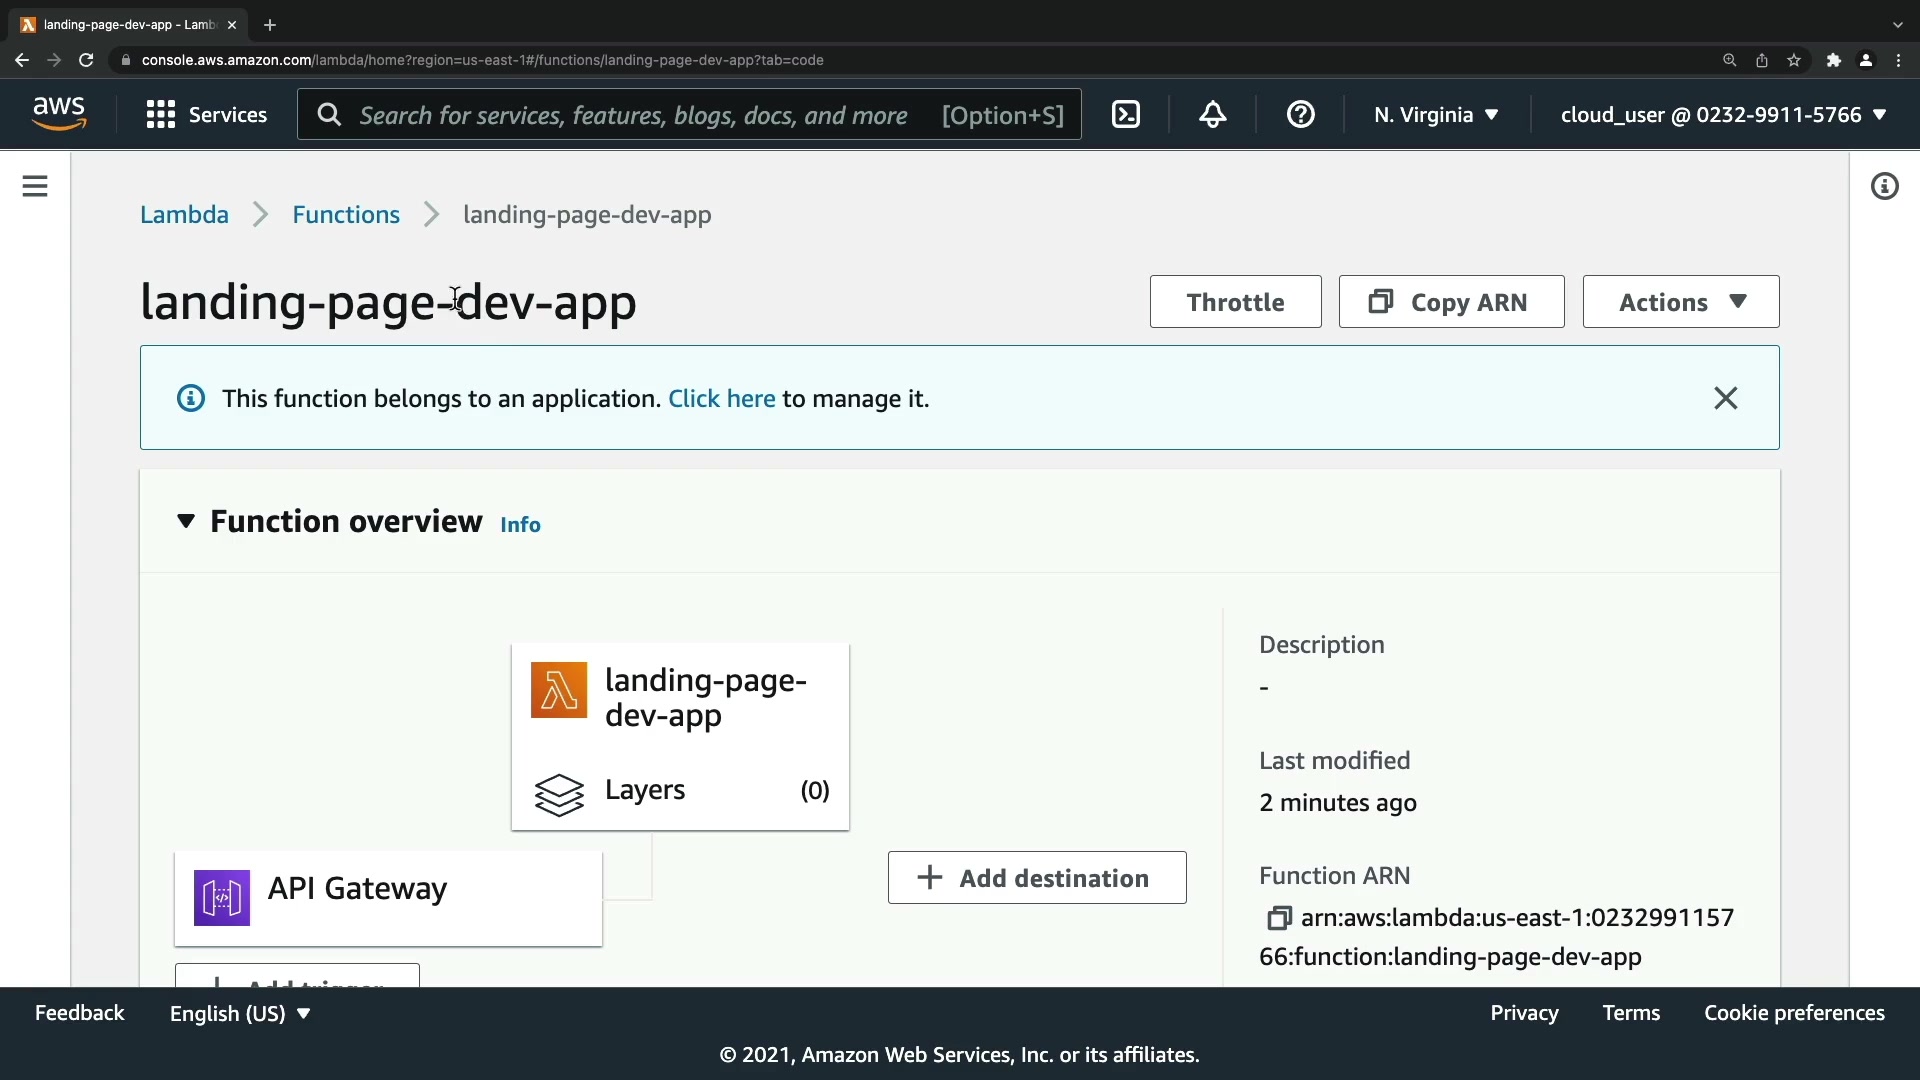 landing-page-dev-app - Lamb
console.aws.amazon.com/lambda/home?region=us-east-1#/functions/landing-page-dev-app?tab=code
aws
Services
Search for services, features, blogs, docs, and more [Option+S]
N. Virginia
cloud_user @ 0232-9911-5766
Lambda
Functions
landing-page-dev-app
landing-page-dev-app
Throttle
Copy ARN
Actions
This function belongs to an application. Click here to manage it.
Function overview Info
landing-page-
dev-app
Layers (0)
API Gateway
Add destination
Add trigger
Description
-
Last modified
2 minutes ago
Function ARN
arn:aws:lambda:us-east-1:0232991157
66:function:landing-page-dev-app
Feedback
English (US)
Privacy
Terms
Cookie preferences
© 2021, Amazon Web Services, Inc. or its affiliates.